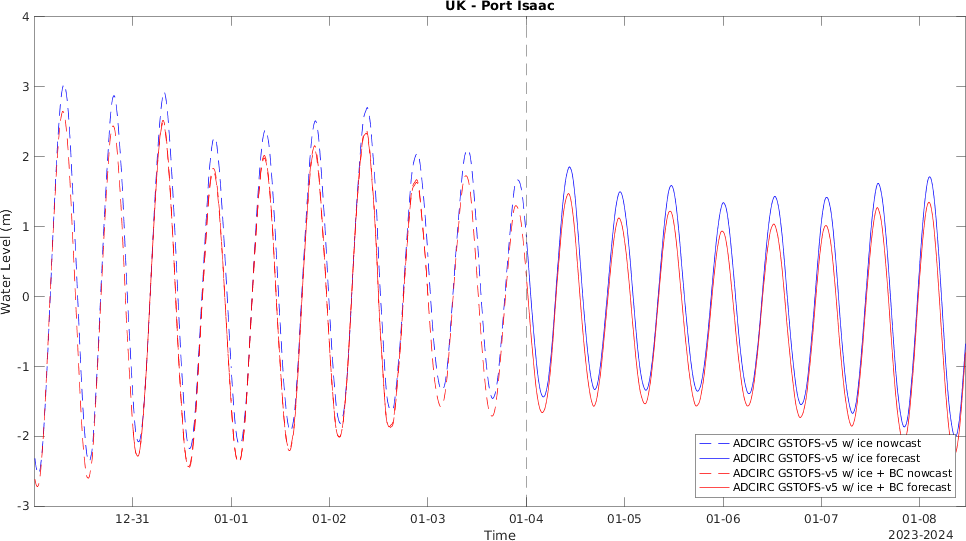 UK - Port Isaac
4
3
2
1
0
-1
-2
-3
Water Level (m)
ADCIRC GSTOFS-v5 w/ ice nowcast
ADCIRC GSTOFS-v5 w/ ice forecast
ADCIRC GSTOFS-v5 w/ ice + BC nowcast
ADCIRC GSTOFS-v5 w/ ice + BC forecast
12-31 01-01 01-02 01-03 01-04 01-05 01-06 01-07 01-08
Time
2023-2024